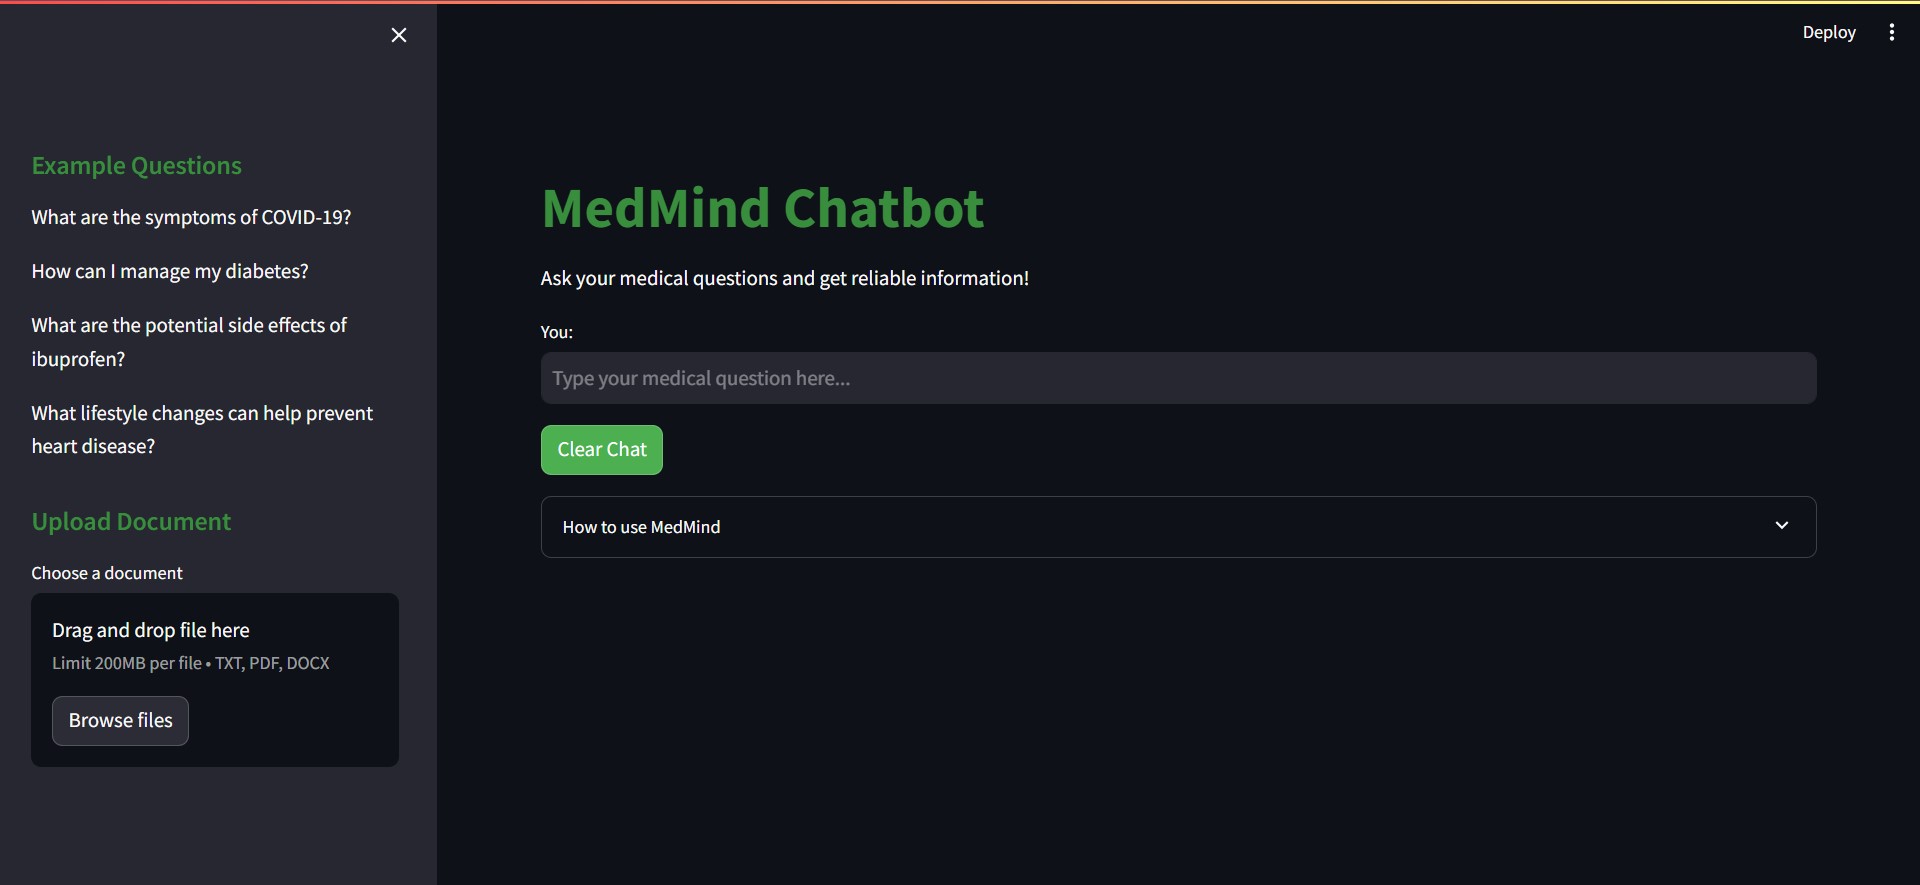 Deploy
Example Questions
What are the symptoms of COVID-19?
How can I manage my diabetes?
What are the potential side effects of
ibuprofen?
What lifestyle changes can help prevent
heart disease?
Upload Document
Choose a document
Drag and drop file here
Limit 200MB per file • TXT, PDF, DOCX
Browse files
MedMind Chatbot
Ask your medical questions and get reliable information!
You:
Type your medical question here...
Clear Chat
How to use MedMind